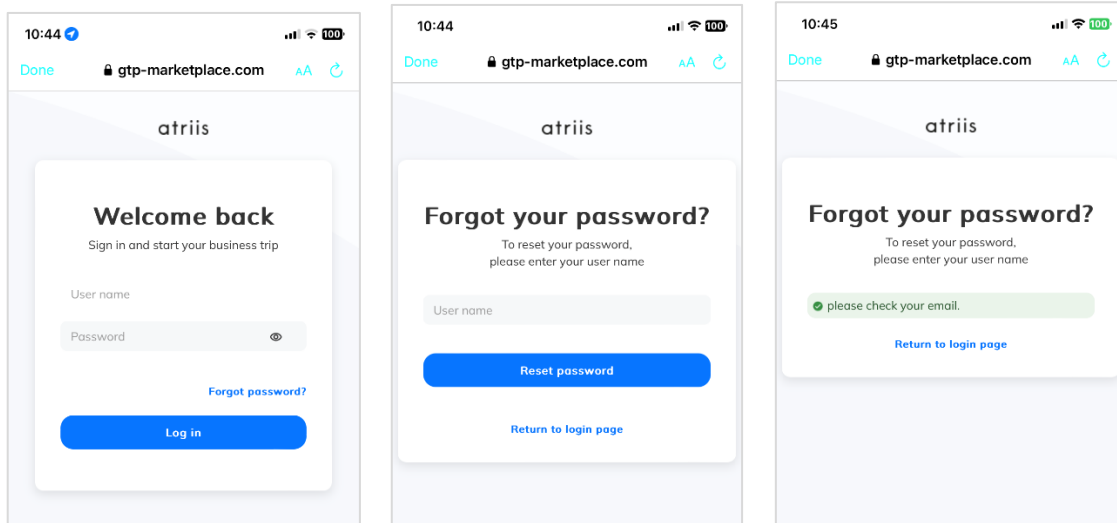 10:44
100
Done
gtp-marketplace.com
AA
atriis
Welcome back
Sign in and start your business trip
User name
Password
Forgot password?
Log in
10:44
100
Done
gtp-marketplace.com
AA
atriis
Forgot your password?
To reset your password,
please enter your user name
User name
Reset password
Return to login page
10:45
100
Done
gtp-marketplace.com
AA
atriis
Forgot your password?
To reset your password,
please enter your user name
please check your email.
Return to login page